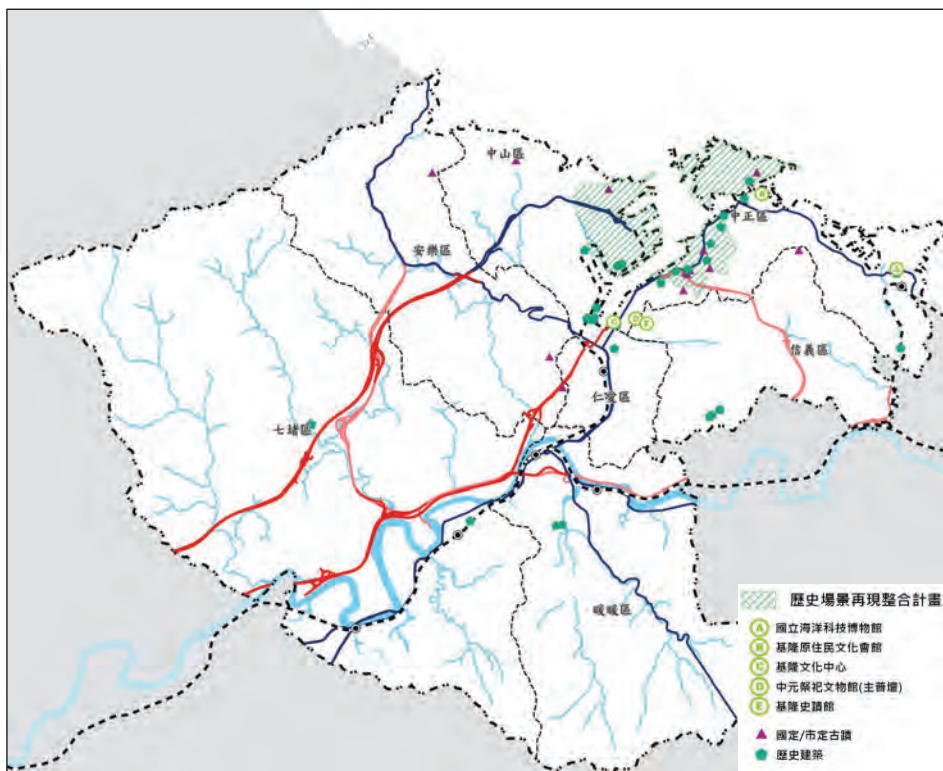 中山區
中正區
安樂區
A
B
C
D
E
信義區
仁愛區
七堵區
暖暖區
歷史場景再現整合計畫
A 國立海洋科技博物館
B 基隆原住民文化會館
C 基隆文化中心
D 中元祭祀文物館(主普壇)
E 基隆史蹟館
國定/市定古蹟
歷史建築